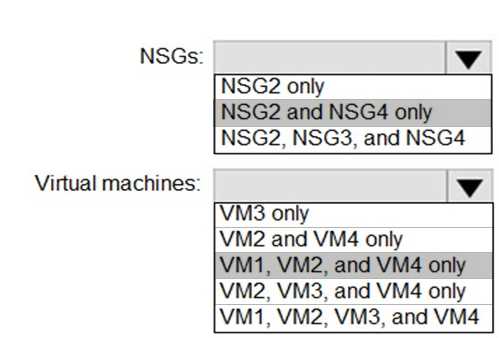 NSGs:
NSG2 only
NSG2 and NSG4 only
NSG2, NSG3, and NSG4
Virtual machines:
VM3 only
VM2 and VM4 only
VM1, VM2, and VM4 only
VM2, VM3, and VM4 only
VM1, VM2, VM3, and VM4